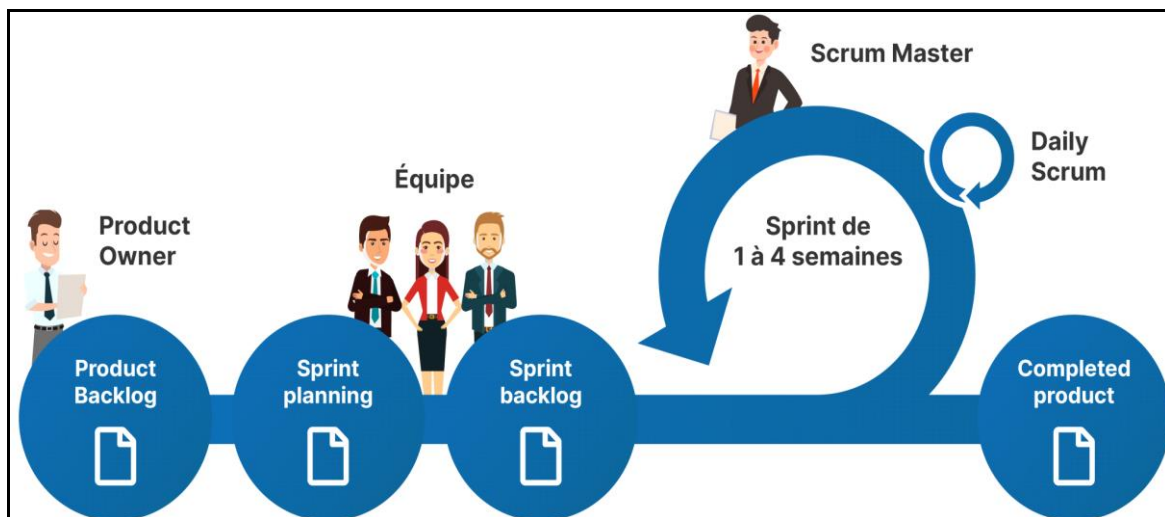 Scrum Master
Daily
Scrum
Équipe
Product
Owner
Sprint de
1 à 4 semaines
Product
Backlog
Sprint
planning
Sprint
backlog
Completed
product